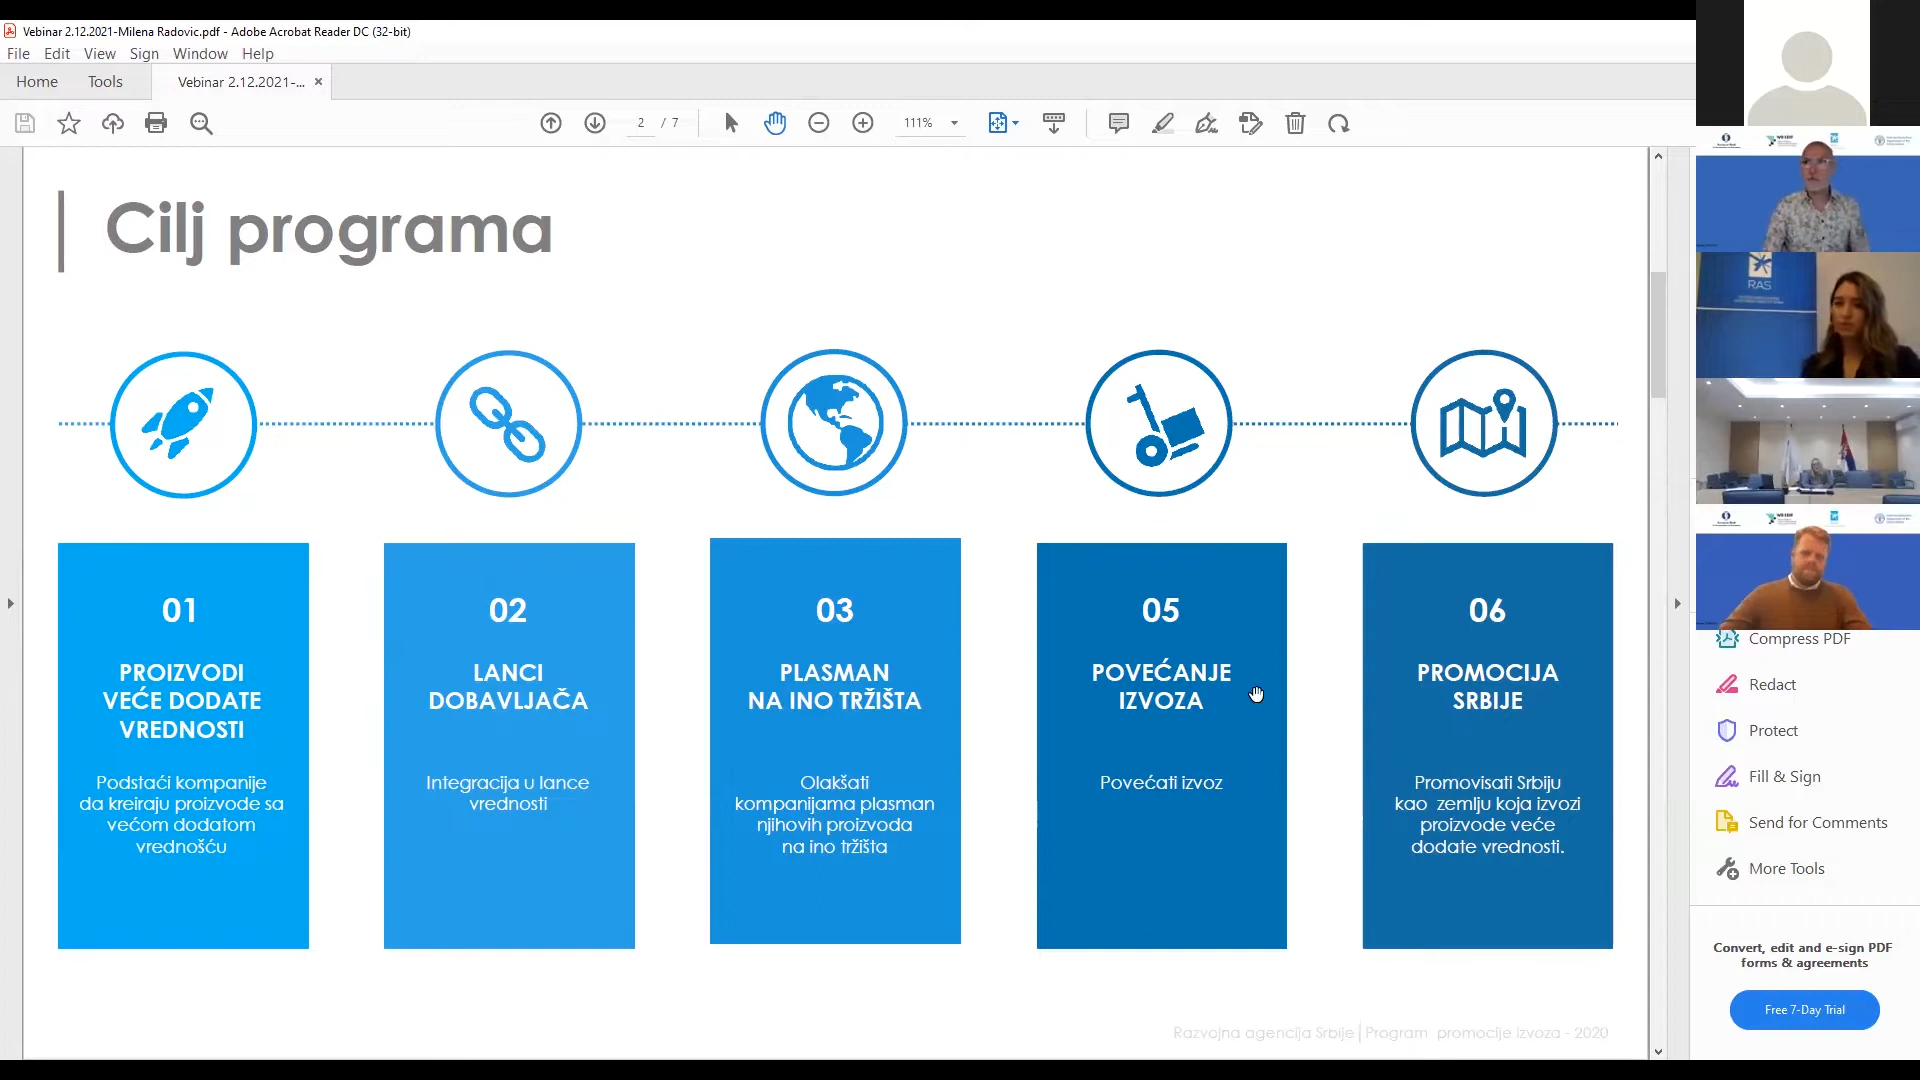 Vebinar 2.12.2021-Milena Radovic.pdf - Adobe Acrobat Reader DC (32-bit)
File Edit View Sign Window Help
Home Tools Vebinar 2.12.2021-...
2 / 7 111%
Cilj programa
01
PROIZVODI
VEĆE DODATE
VREDNOSTI
Podstaći kompanije
da kreiraju proizvode sa
većom dodatom
vrednošću
02
LANCI
DOBAVLJAČA
Integracija u lance
vrednosti
03
PLASMAN
NA INO TRŽIŠTA
Olakšati
kompanijama plasman
njihovih proizvoda
na ino tržišta
05
POVEĆANJE
IZVOZA
Povećati izvoz
06
PROMOCIJA
SRBIJE
Promovisati Srbiju
kao zemlju koja izvozi
proizvode veće
dodate vrednosti.
Razvojna agencija Srbije | Program promocije izvoza - 2020
RAS
Compress PDF
Redact
Protect
Fill & Sign
Send for Comments
More Tools
Convert, edit and e-sign PDF
forms & agreements
Free 7-Day Trial